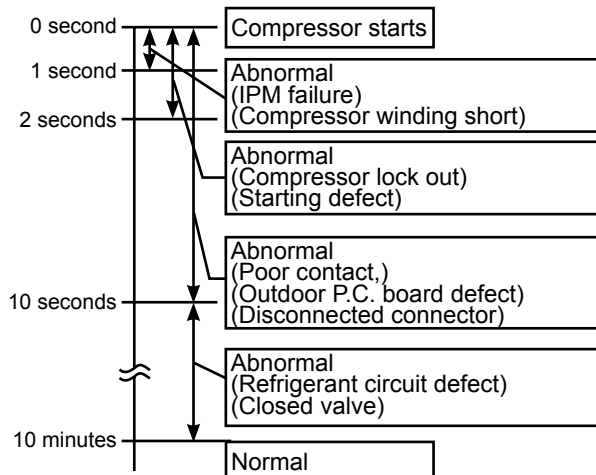 0 second
Compressor starts
1 second
Abnormal
(IPM failure)
(Compressor winding short)
2 seconds
Abnormal
(Compressor lock out)
(Starting defect)
Abnormal
(Poor contact,)
(Outdoor P.C. board defect)
(Disconnected connector)
10 seconds
Abnormal
(Refrigerant circuit defect)
(Closed valve)
10 minutes
Normal